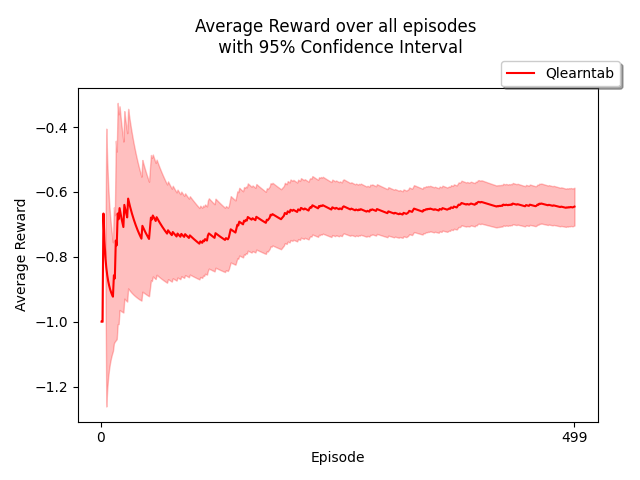 Average Reward over all episodes
with 95% Confidence Interval
Qlearntab
Average Reward
−0.4
−0.6
−0.8
−1.0
−1.2
0
499
Episode